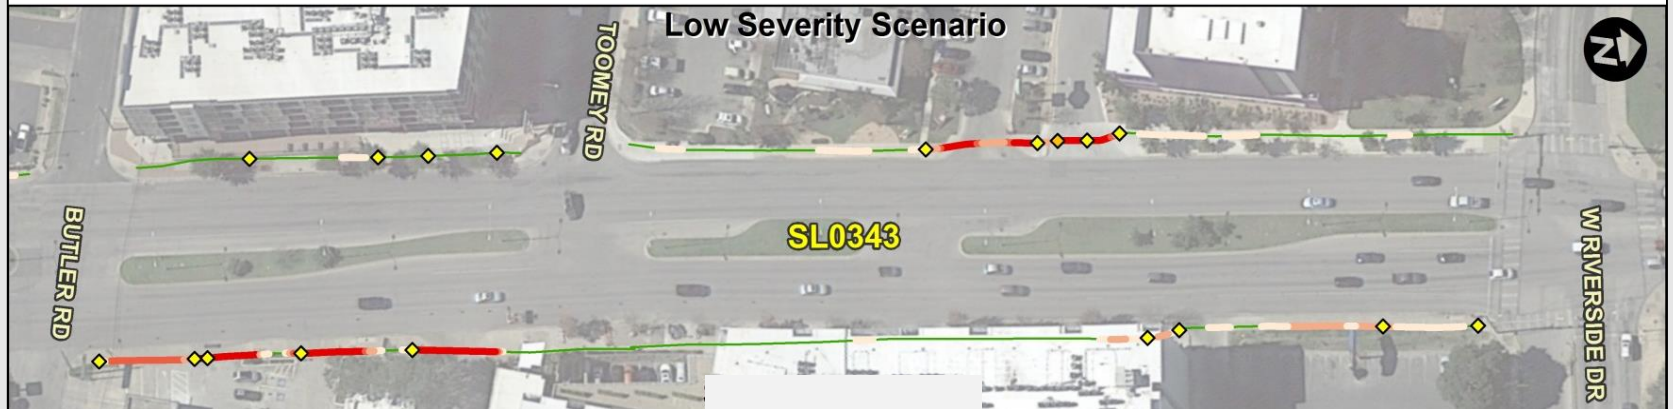 Low Severity Scenario
N
TOOMEY RD
BUTLER RD
SL0343
W RIVERSIDE DR